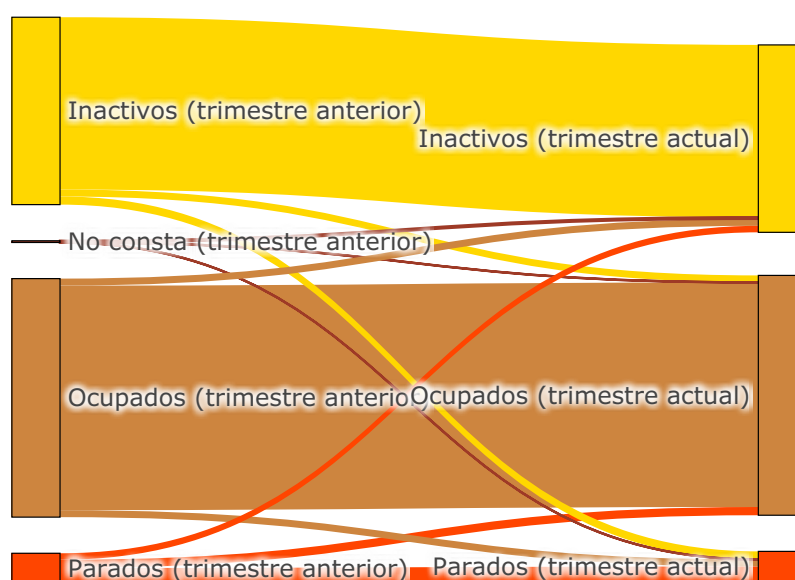 Inactivos (trimestre anterior)
Inactivos (trimestre actual)
No consta (trimestre anterior)
Ocupados (trimestre anterior)
Ocupados (trimestre actual)
Parados (trimestre anterior)
Parados (trimestre actual)